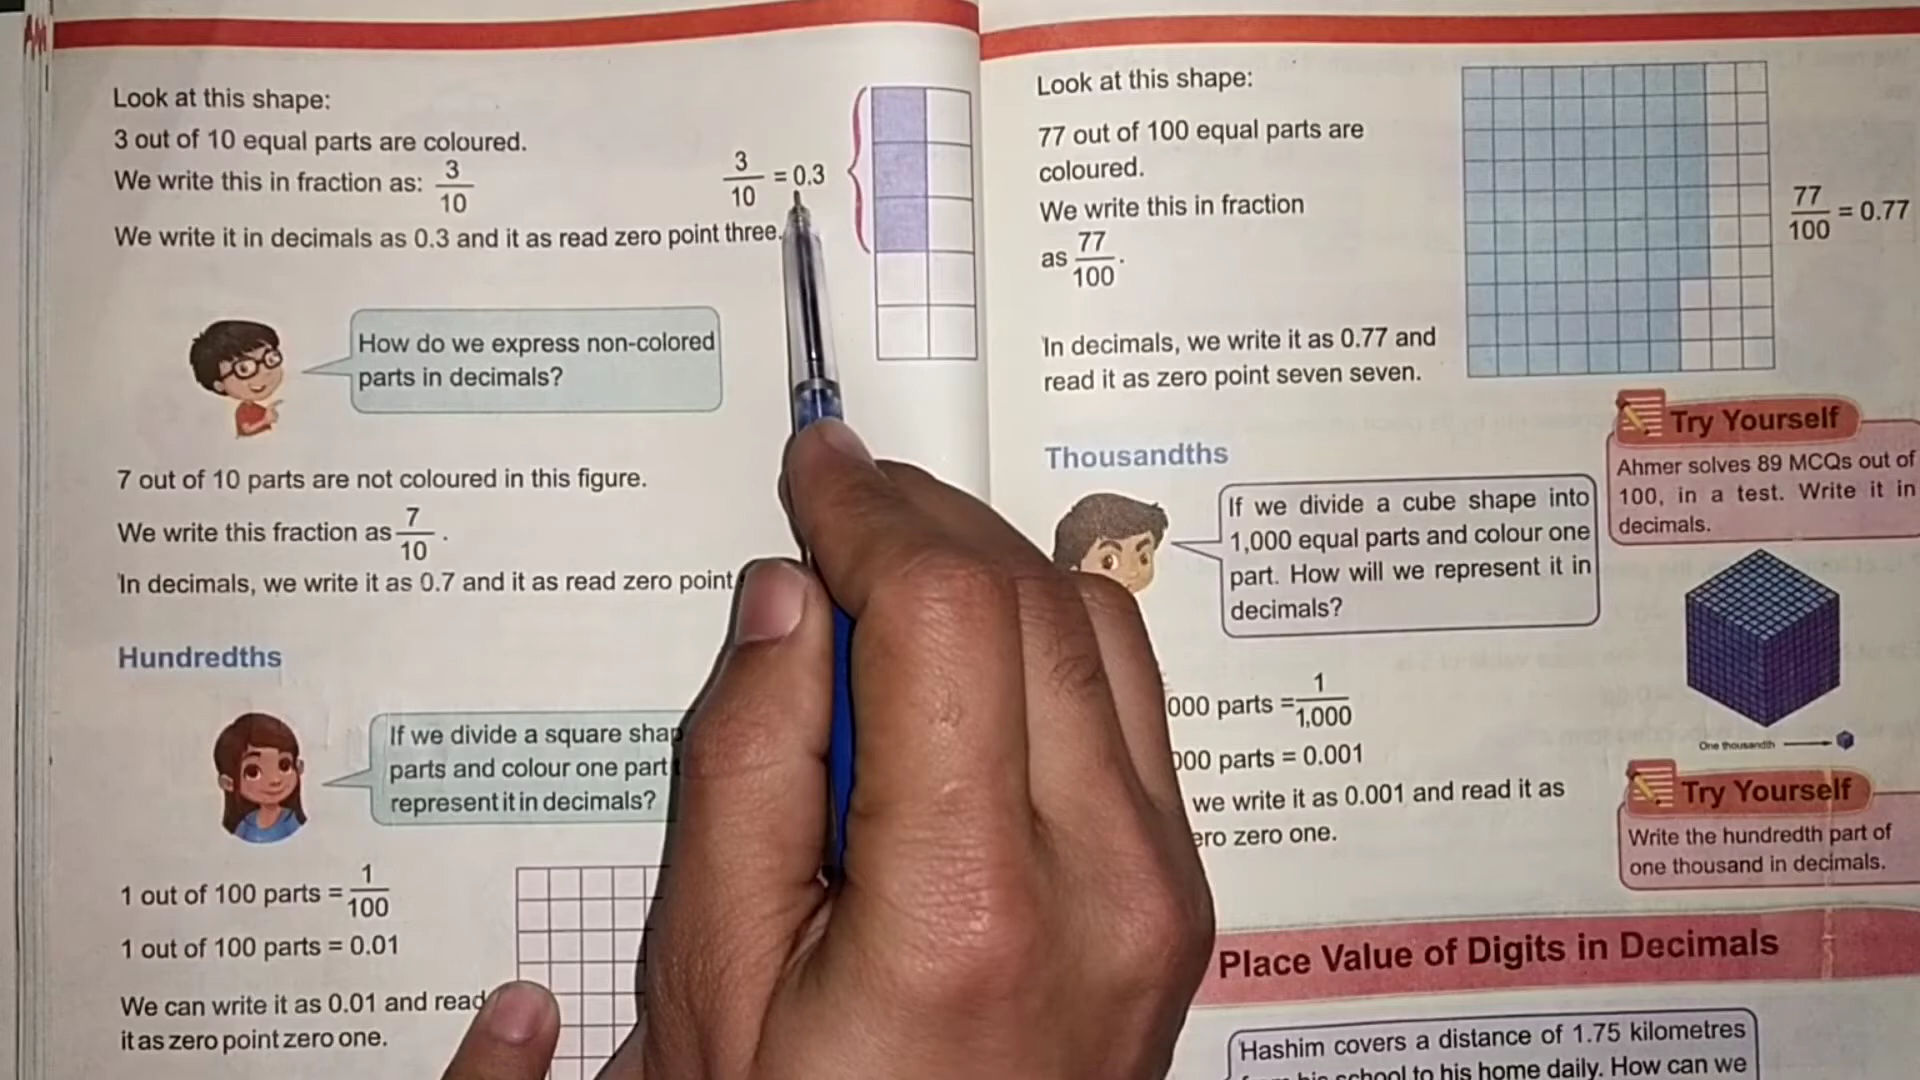 Look at this shape:
3 out of 10 equal parts are coloured.
We write this in fraction as: 3/10
3/10 = 0.3
We write it in decimals as 0.3 and it as read zero point three.
How do we express non-colored
parts in decimals?
7 out of 10 parts are not coloured in this figure.
We write this fraction as 7/10.
In decimals, we write it as 0.7 and it as read zero point
Hundredths
If we divide a square
parts and colour one part
represent it in decimals?
1 out of 100 parts = 1/100
1 out of 100 parts = 0.01
We can write it as 0.01 and read
it as zero point zero one.
Look at this shape:
77 out of 100 equal parts are
coloured.
We write this in fraction
as 77/100.
77/100 = 0.77
In decimals, we write it as 0.77 and
read it as zero point seven seven.
Try Yourself
Ahmer solves 89 MCQs out of
100, in a test. Write it in
decimals.
Thousandths
If we divide a cube shape into
1,000 equal parts and colour one
part. How will we represent it in
decimals?
000 parts = 1/1,000
000 parts = 0.001
we write it as 0.001 and read it as
zero one.
One thousandth
Try Yourself
Write the hundredth part of
one thousand in decimals.
Place Value of Digits in Decimals
Hashim covers a distance of 1.75 kilometres
his school to his home daily. How can we